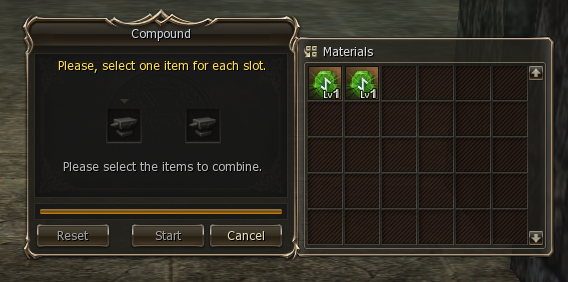 Compound
Please, select one item for each slot.
Please select the items to combine.
Reset
Start
Cancel
Materials
Lv1
Lv1